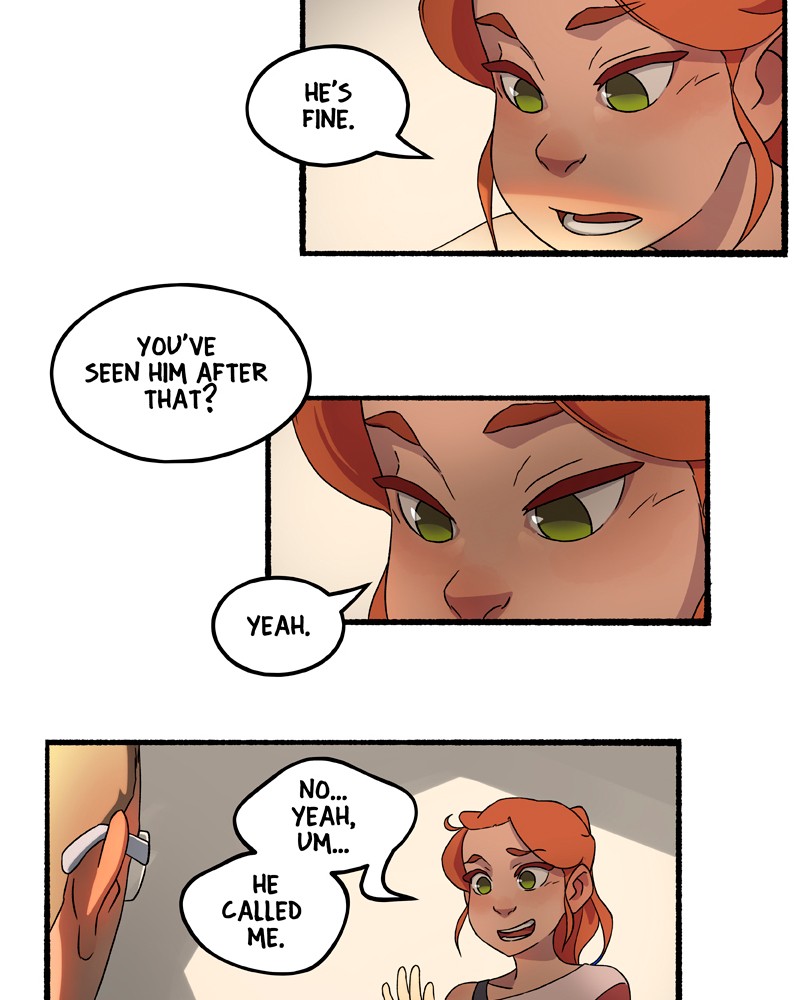 HE'S
FINE.
YOU'VE
SEEN HIM AFTER
THAT?
YEAH.
NO...
YEAH,
UM...
HE
CALLED
ME.